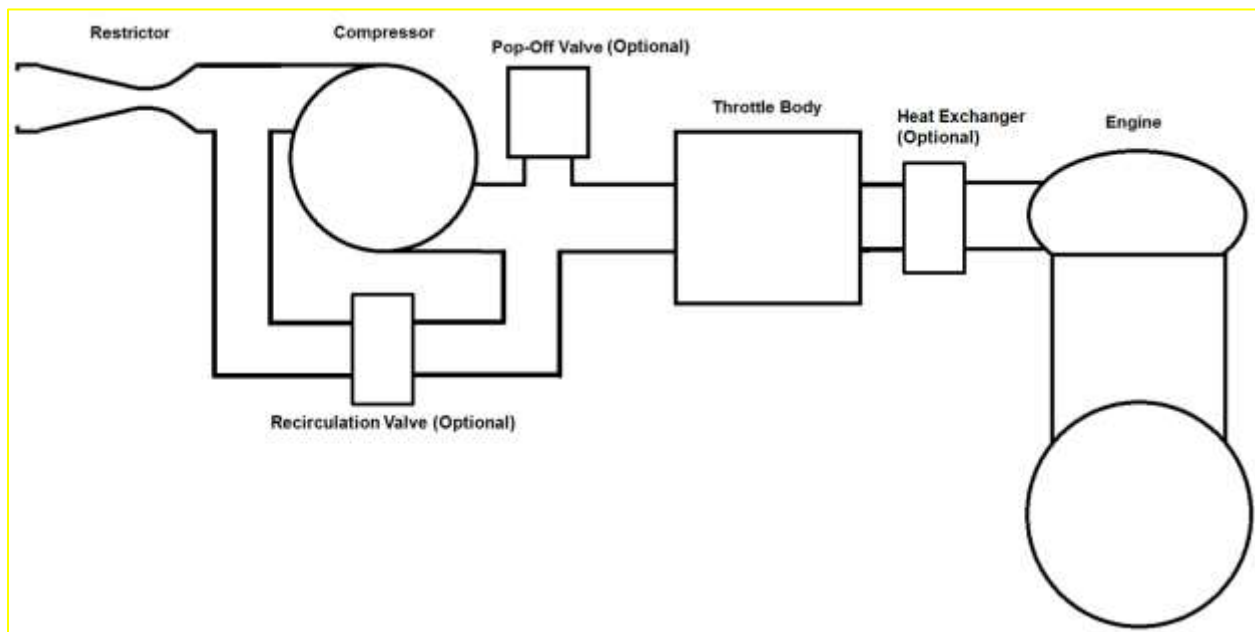 Restrictor
Compressor
Pop-Off Valve (Optional)
Throttle Body
Heat Exchanger
(Optional)
Engine
Recirculation Valve (Optional)